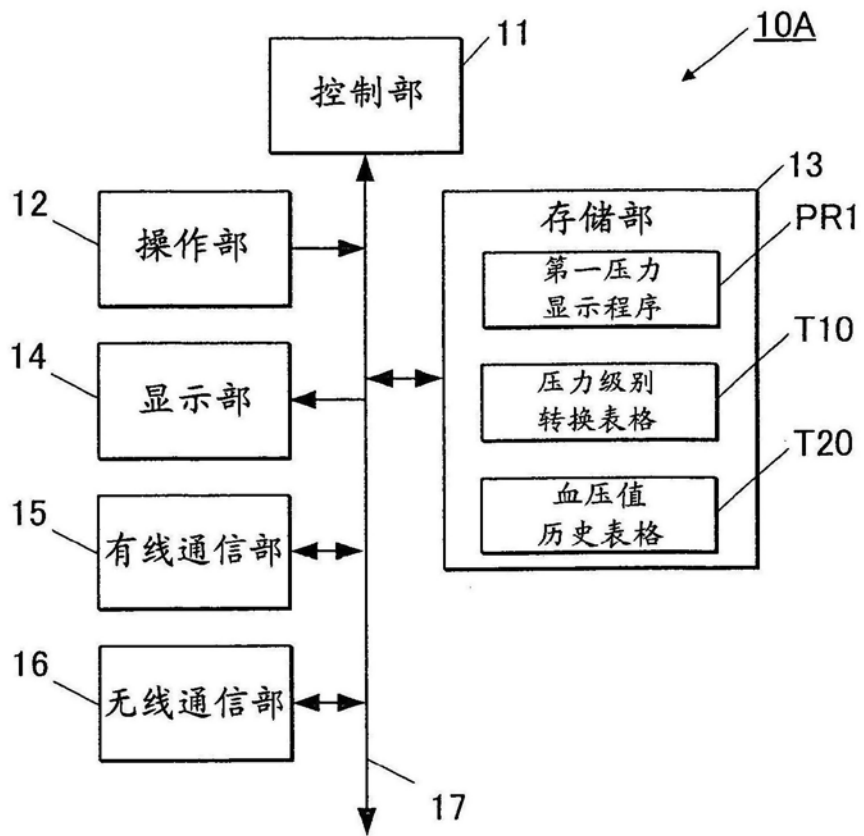 10A
11
控制部
12
操作部
13
存储部
PR1
第一压力
显示程序
14
显示部
T10
压力级别
转换表格
T20
血压值
历史表格
15
有线通信部
16
无线通信部
17